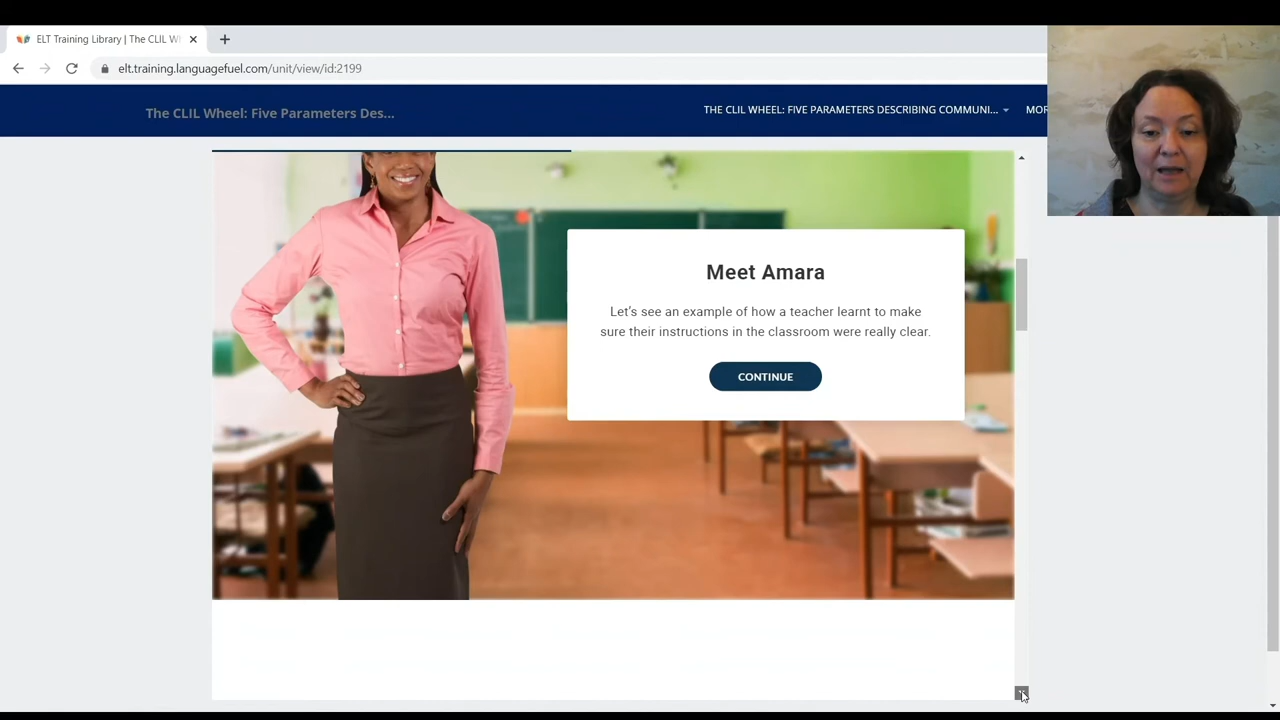 ELT Training Library | The CLIL W
elt.training.languagefuel.com/unit/view/id:2199
The CLIL Wheel: Five Parameters Des...
THE CLIL WHEEL: FIVE PARAMETERS DESCRIBING COMMUNI...
MOR
Meet Amara
Let's see an example of how a teacher learnt to make
sure their instructions in the classroom were really clear.
CONTINUE